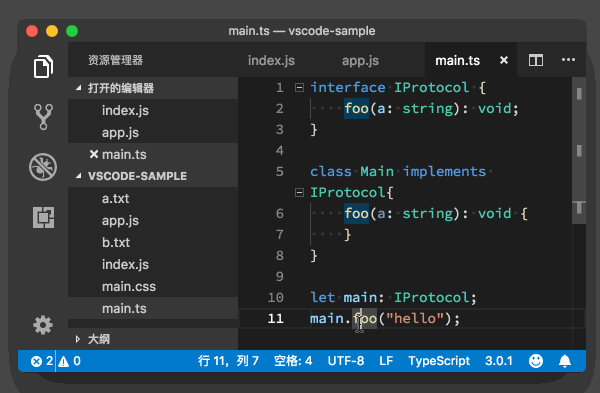 main.ts — vscode-sample
资源管理器
index.js app.js main.ts
打开的编辑器
index.js
app.js
main.ts
VSCODE-SAMPLE
a.txt
app.js
b.txt
index.js
main.css
main.ts
大纲
1 interface IProtocol {
2 foo(a: string): void;
3 }
4
5 class Main implements
IProtocol{
6 foo(a: string): void {
7 }
8 }
9
10 let main: IProtocol;
11 main.foo("hello");
2 0 行 11，列 7 空格: 4 UTF-8 LF TypeScript 3.0.1